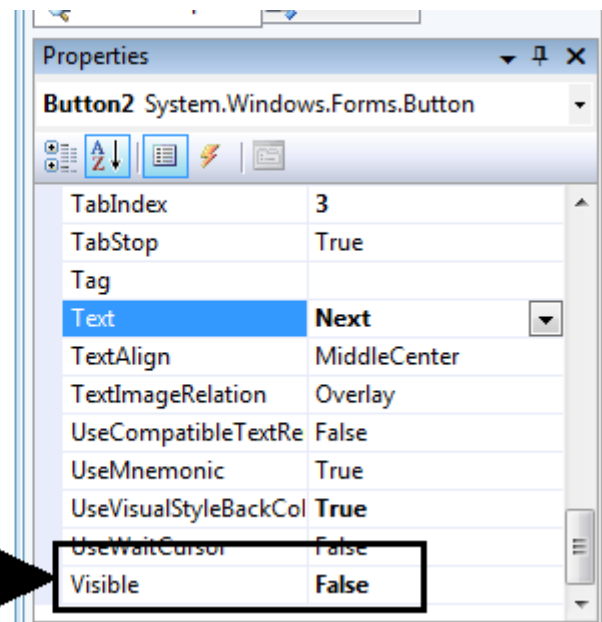 Properties
Button2 System.Windows.Forms.Button
A Z
TabIndex 3
TabStop True
Tag
Text Next
TextAlign MiddleCenter
TextImageRelation Overlay
UseCompatibleTextRe False
UseMnemonic True
UseVisualStyleBackCol True
UseWaitCursor False
Visible False